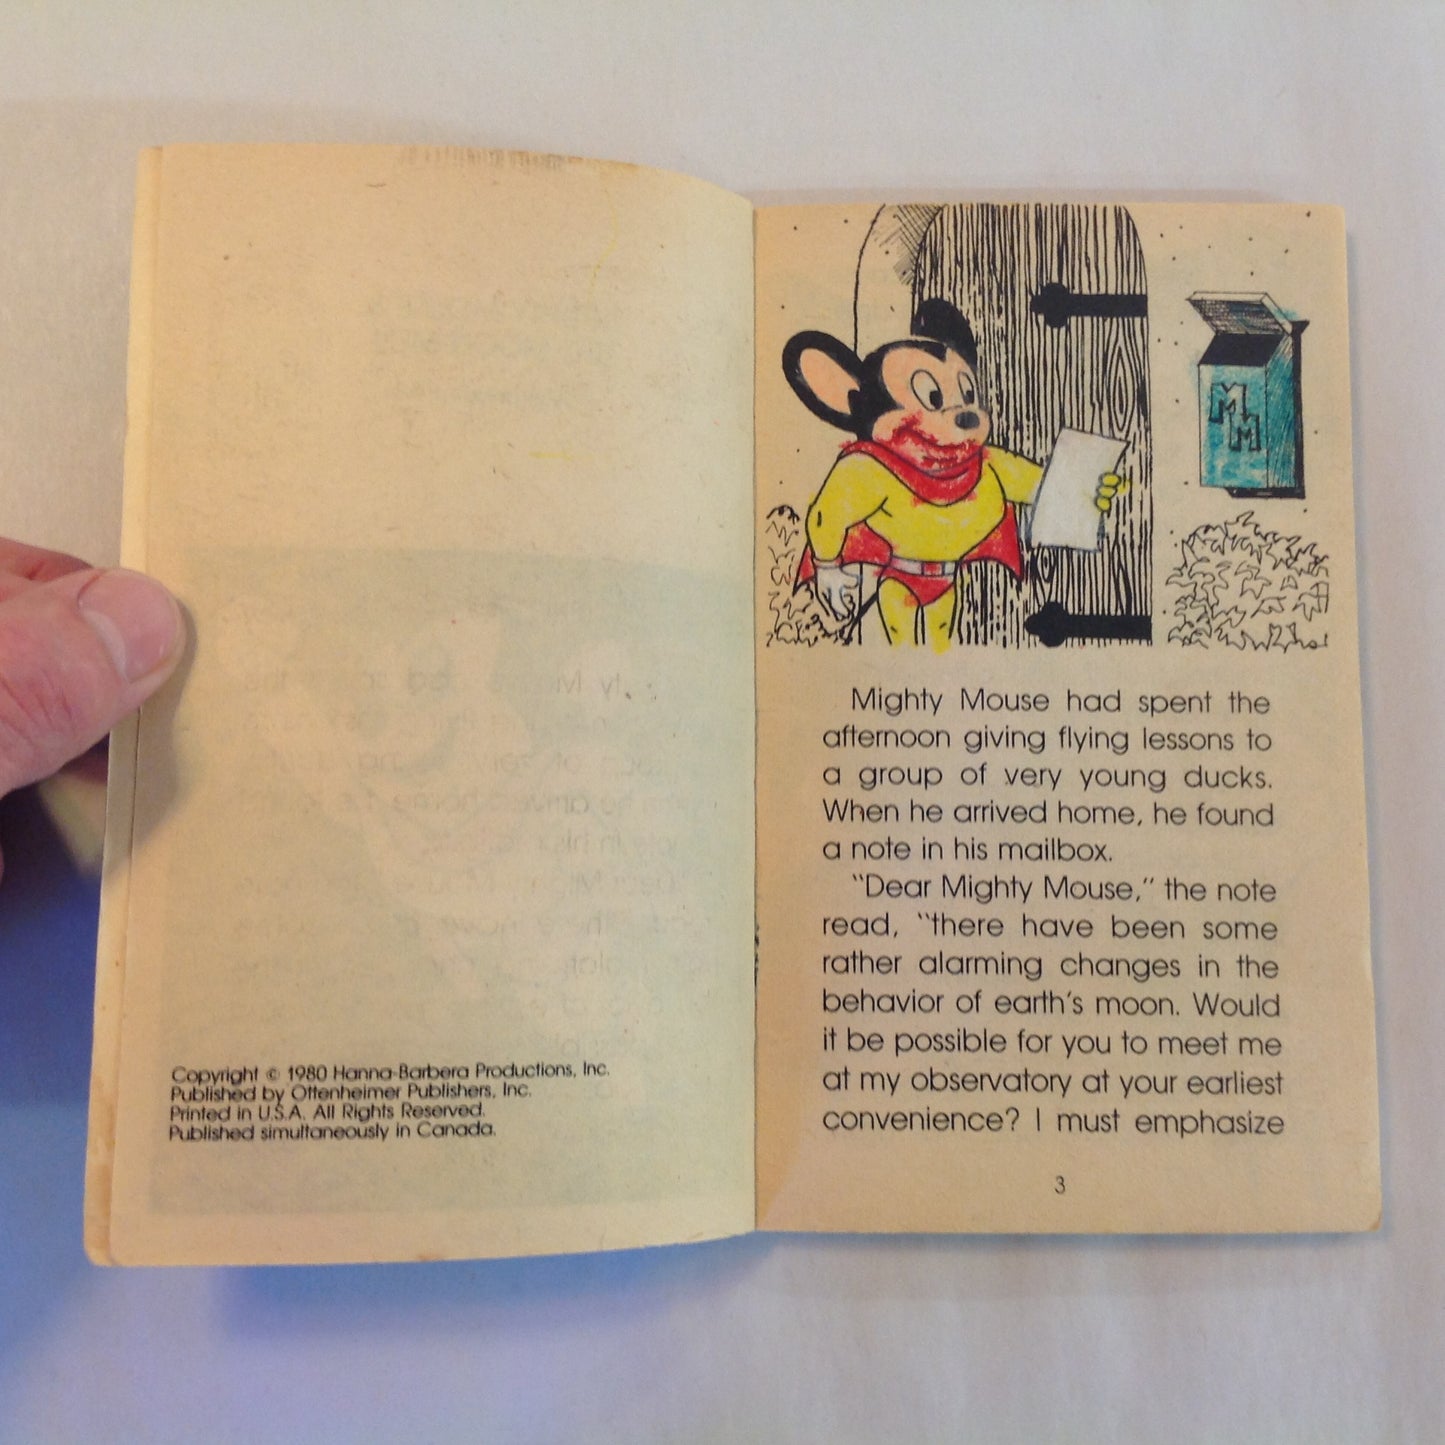 Copyright © 1980 Hanna-Barbera Productions, Inc.
Published by Ottenheimer Publishers, Inc.
Printed in U.S.A. All Rights Reserved.
Published simultaneously in Canada.
MM
Mighty Mouse had spent the
afternoon giving flying lessons to
a group of very young ducks.
When he arrived home, he found
a note in his mailbox.
"Dear Mighty Mouse," the note
read, "there have been some
rather alarming changes in the
behavior of earth's moon. Would
it be possible for you to meet me
at my observatory at your earliest
convenience? I must emphasize
3